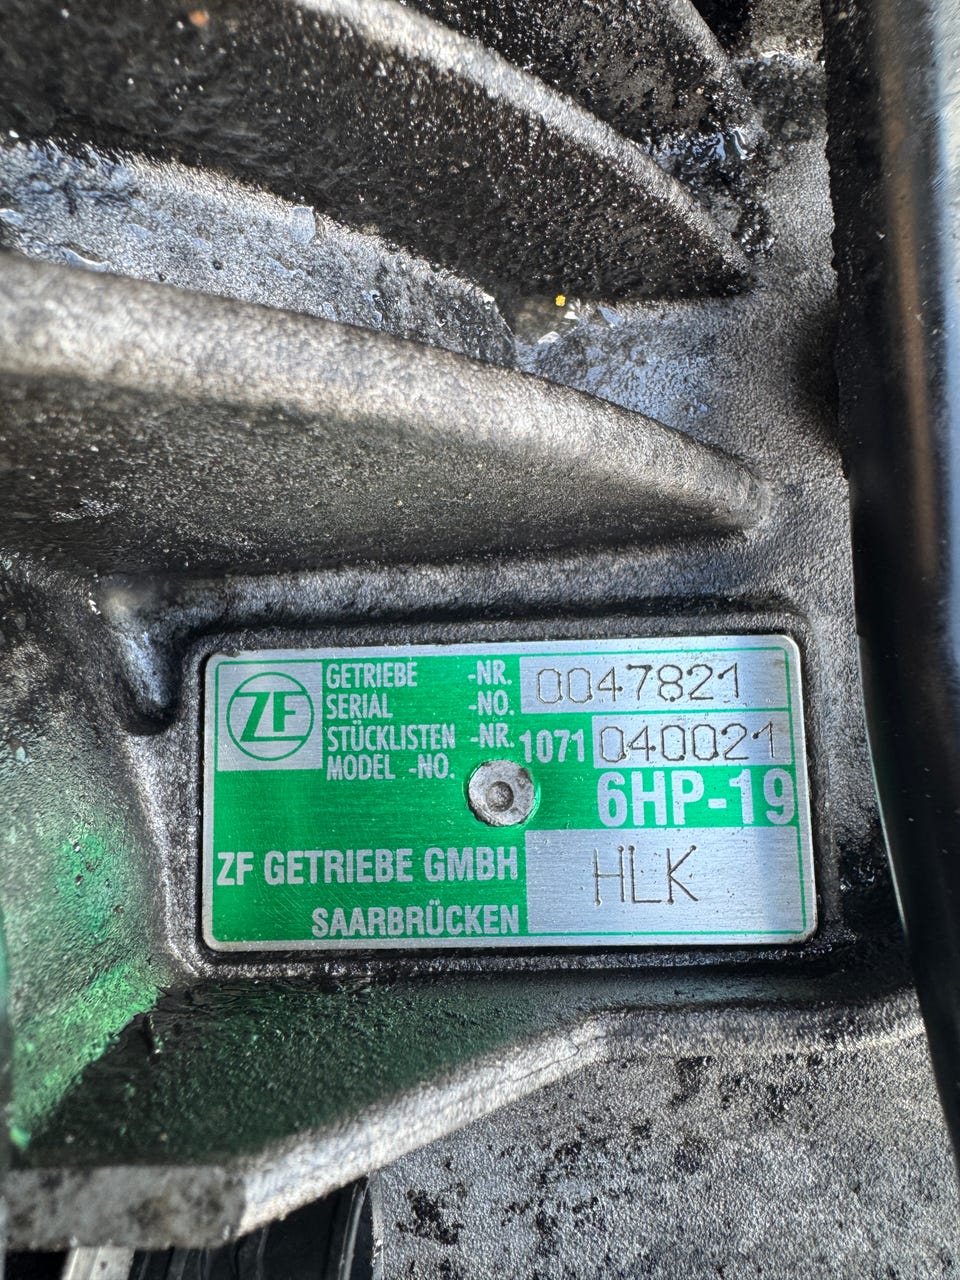 ZF
GETRIEBE -NR. 0047821
SERIAL -NO.
STÜCKLISTEN -NR. 1071 040021
MODEL -NO.
6HP-19
ZF GETRIEBE GMBH HLK
SAARBRÜCKEN